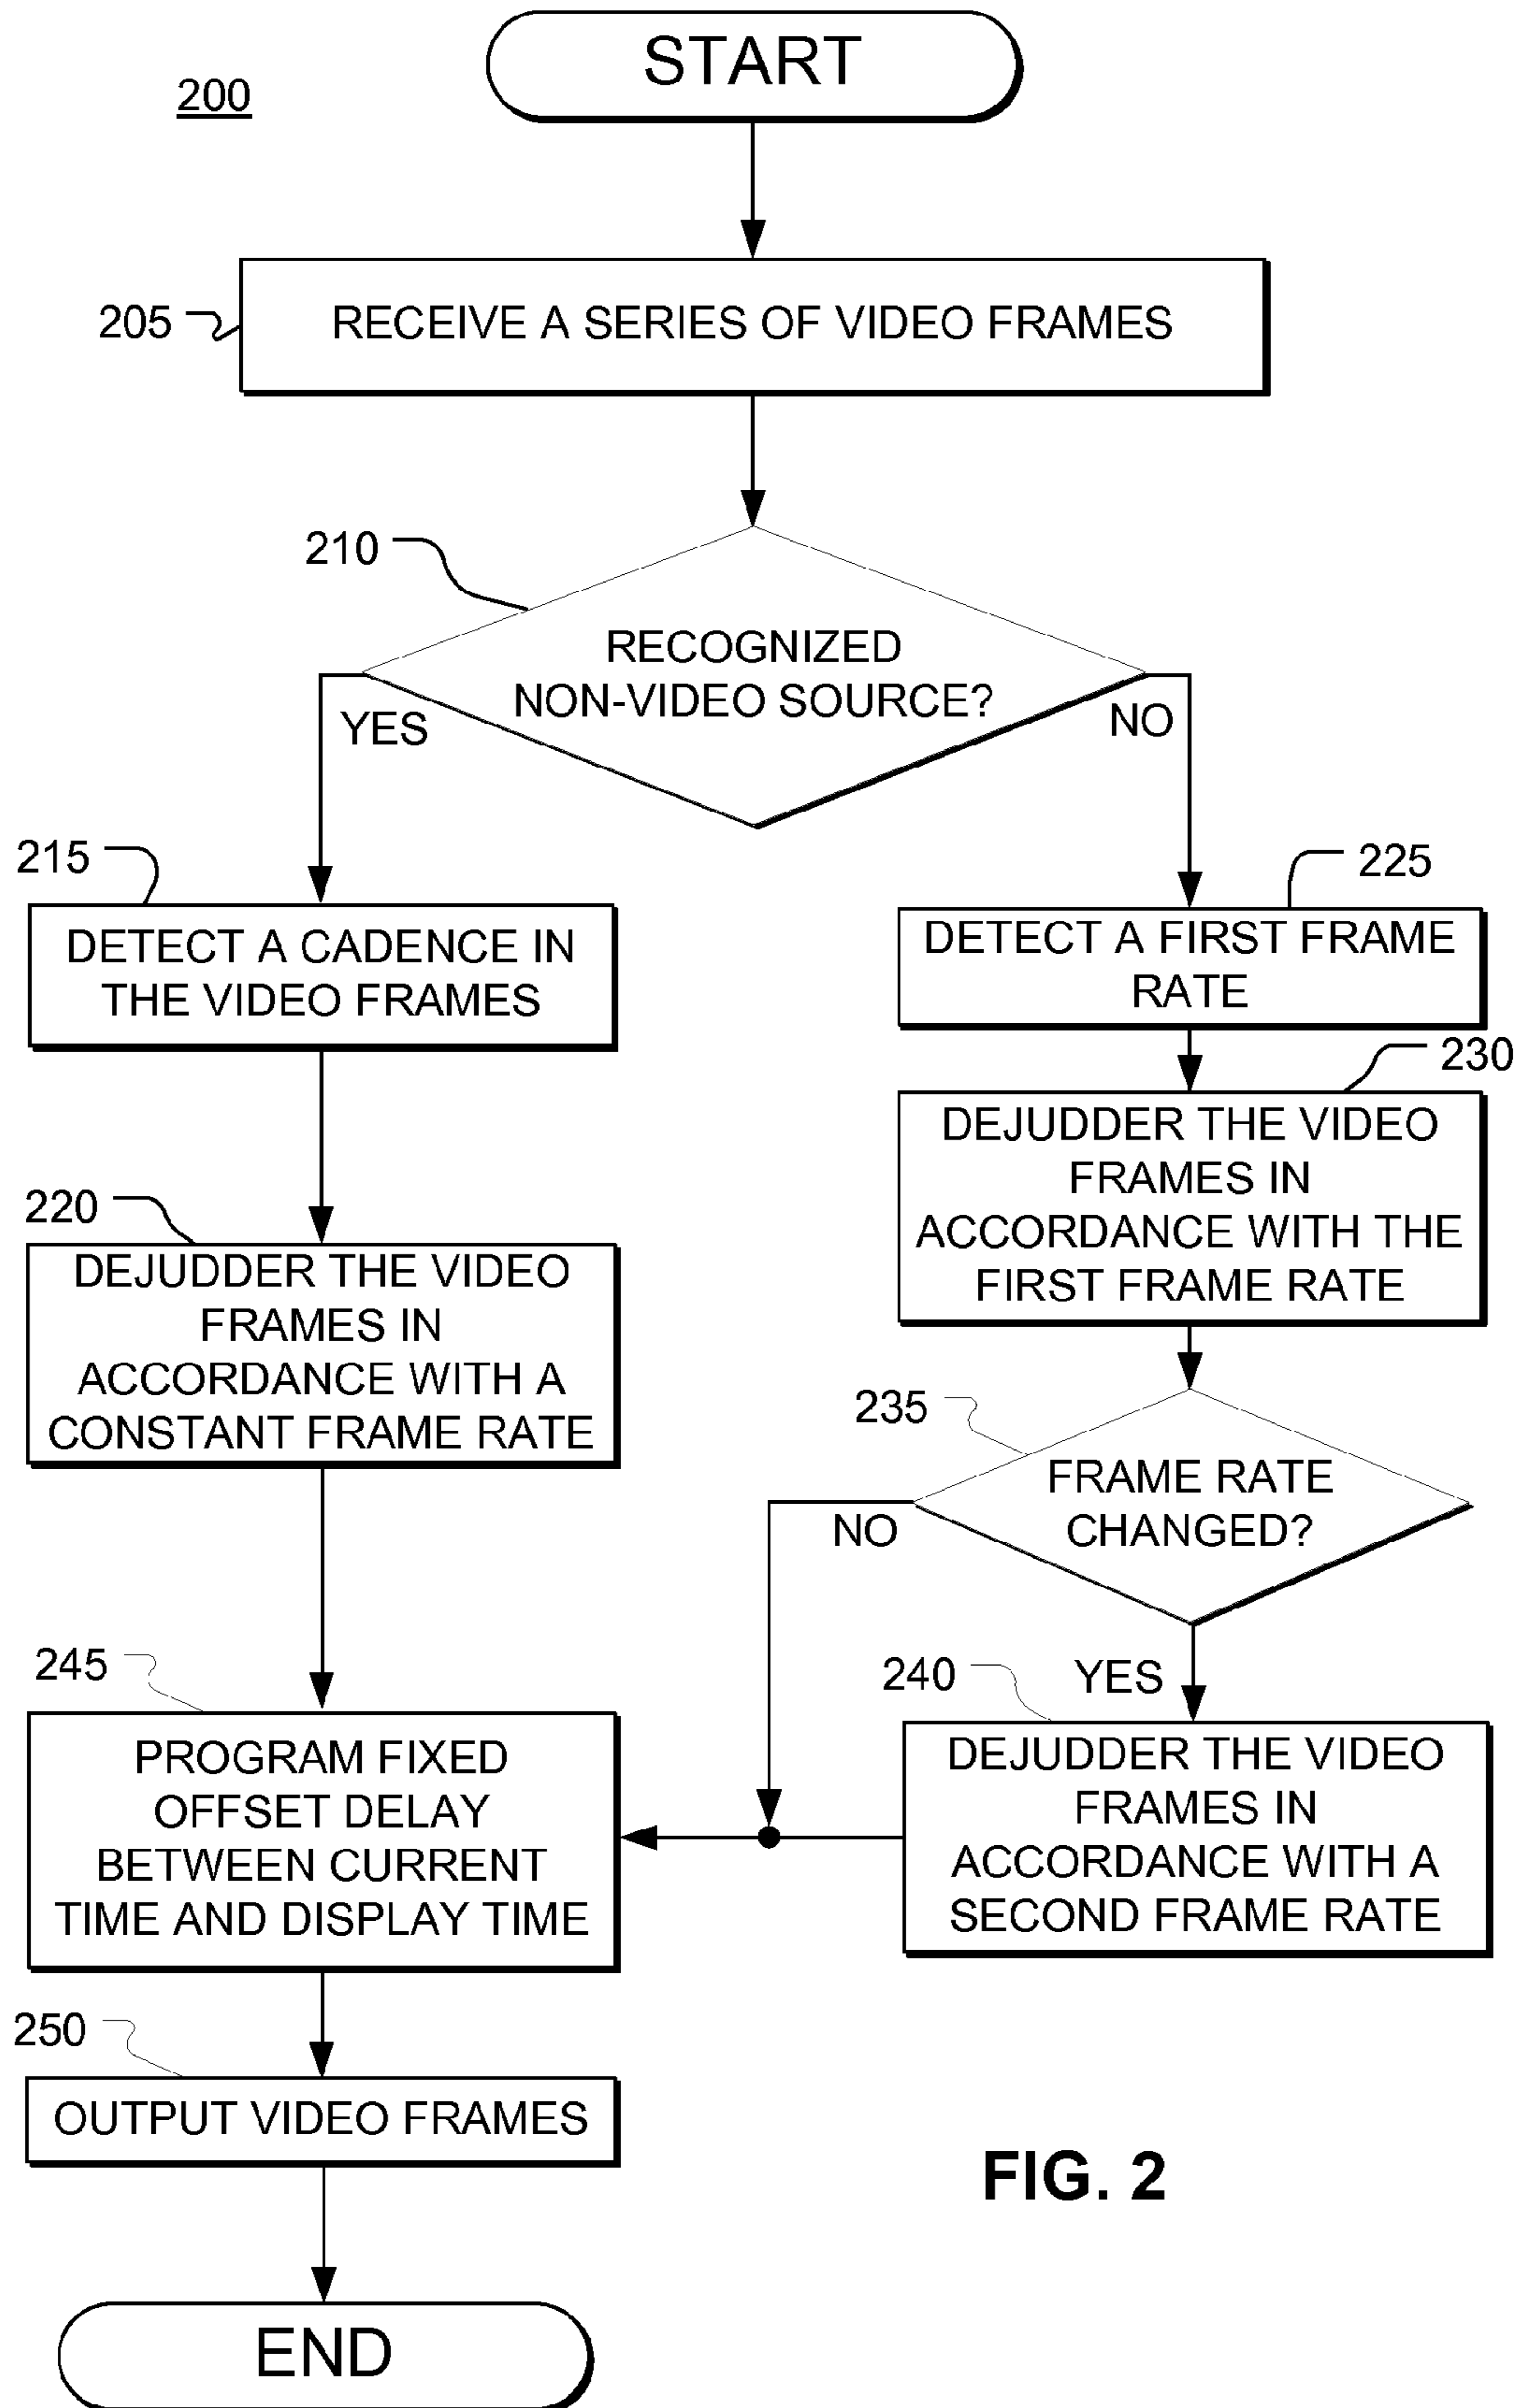 START
200
205
RECEIVE A SERIES OF VIDEO FRAMES
210
RECOGNIZED
NON-VIDEO SOURCE?
YES
NO
215
DETECT A CADENCE IN
THE VIDEO FRAMES
225
DETECT A FIRST FRAME
RATE
230
DEJUDDER THE VIDEO
FRAMES IN
ACCORDANCE WITH THE
FIRST FRAME RATE
220
DEJUDDER THE VIDEO
FRAMES IN
ACCORDANCE WITH A
CONSTANT FRAME RATE
235
FRAME RATE
CHANGED?
NO
YES
240
DEJUDDER THE VIDEO
FRAMES IN
ACCORDANCE WITH A
SECOND FRAME RATE
245
PROGRAM FIXED
OFFSET DELAY
BETWEEN CURRENT
TIME AND DISPLAY TIME
250
OUTPUT VIDEO FRAMES
END
FIG. 2